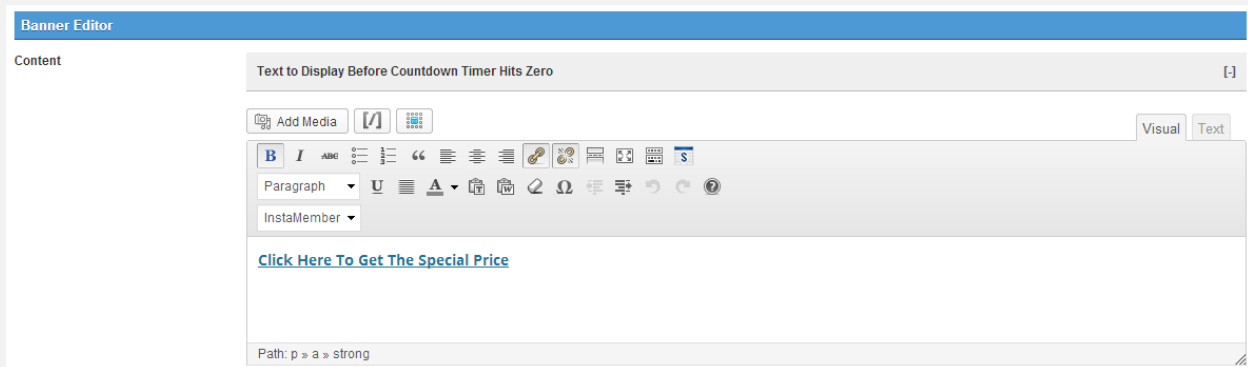 Banner Editor
Content
Text to Display Before Countdown Timer Hits Zero [-]
Add Media [/]
Visual Text
B I ABC “ S
Paragraph U A T W Ω ?
InstaMember
Click Here To Get The Special Price
Path: p » a » strong